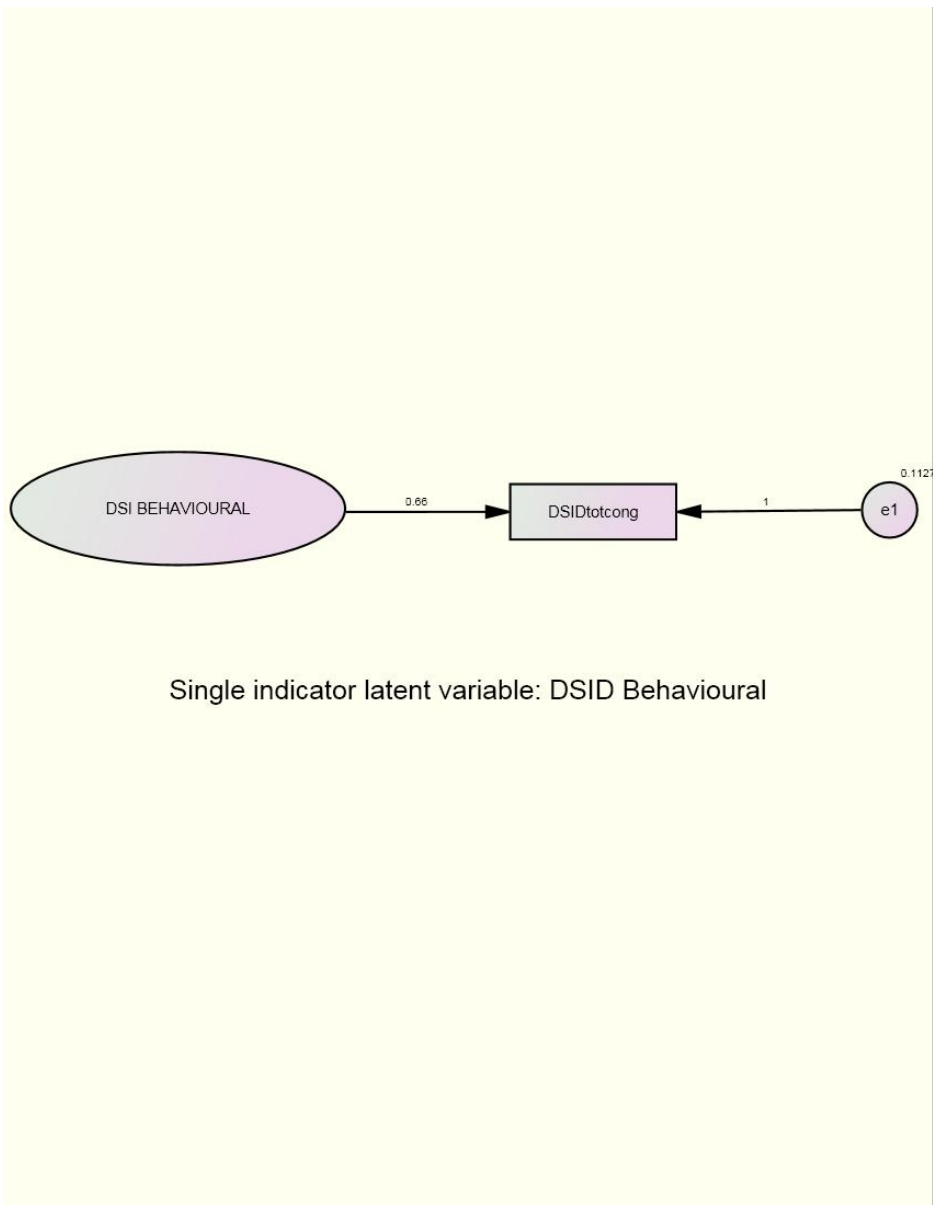 0.1127
DSI BEHAVIOURAL
0.66
DSIDtotcong
1
e1
Single indicator latent variable: DSID Behavioural